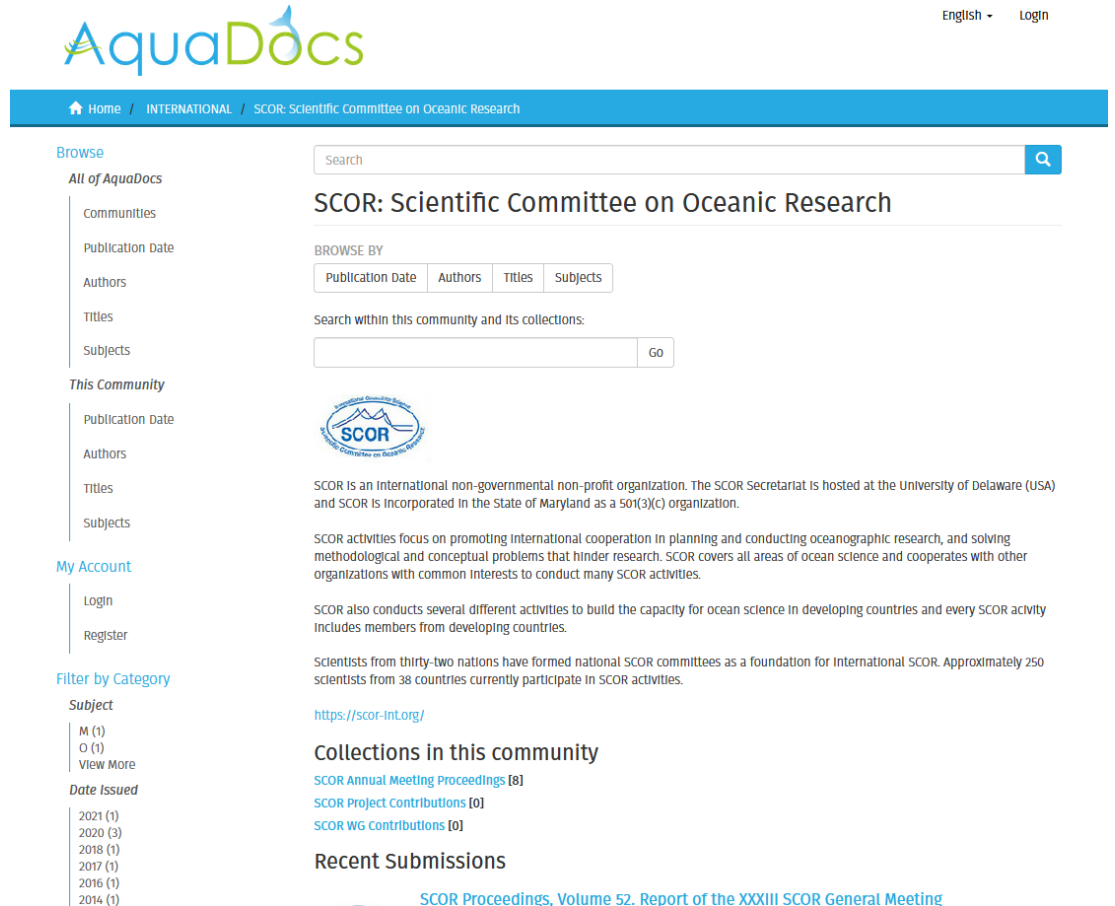 AquaDocs
English
Login
Home / INTERNATIONAL / SCOR: Scientific Committee on Oceanic Research
Browse
All of AquaDocs
Communities
Publication Date
Authors
Titles
Subjects
This Community
Publication Date
Authors
Titles
Subjects
My Account
Login
Register
Filter by Category
Subject
M (1)
O (1)
View More
Date Issued
2021 (1)
2020 (3)
2018 (1)
2017 (1)
2016 (1)
2014 (1)
Search
SCOR: Scientific Committee on Oceanic Research
BROWSE BY
Publication Date Authors Titles Subjects
Search within this community and its collections:
Go
SCOR
Scientific Committee on Oceanic Research
SCOR is an international non-governmental non-profit organization. The SCOR Secretariat is hosted at the University of Delaware (USA)
and SCOR is incorporated in the State of Maryland as a 501(3)(c) organization.
SCOR activities focus on promoting international cooperation in planning and conducting oceanographic research, and solving
methodological and conceptual problems that hinder research. SCOR covers all areas of ocean science and cooperates with other
organizations with common interests to conduct many SCOR activities.
SCOR also conducts several different activities to build the capacity for ocean science in developing countries and every SCOR acivity
includes members from developing countries.
Scientists from thirty-two nations have formed national SCOR committees as a foundation for international SCOR. Approximately 250
scientists from 38 countries currently participate in SCOR activities.
https://scor-int.org/
Collections in this community
SCOR Annual Meeting Proceedings [8]
SCOR Project Contributions [0]
SCOR WG Contributions [0]
Recent Submissions
SCOR Proceedings, Volume 52. Report of the XXXIII SCOR General Meeting